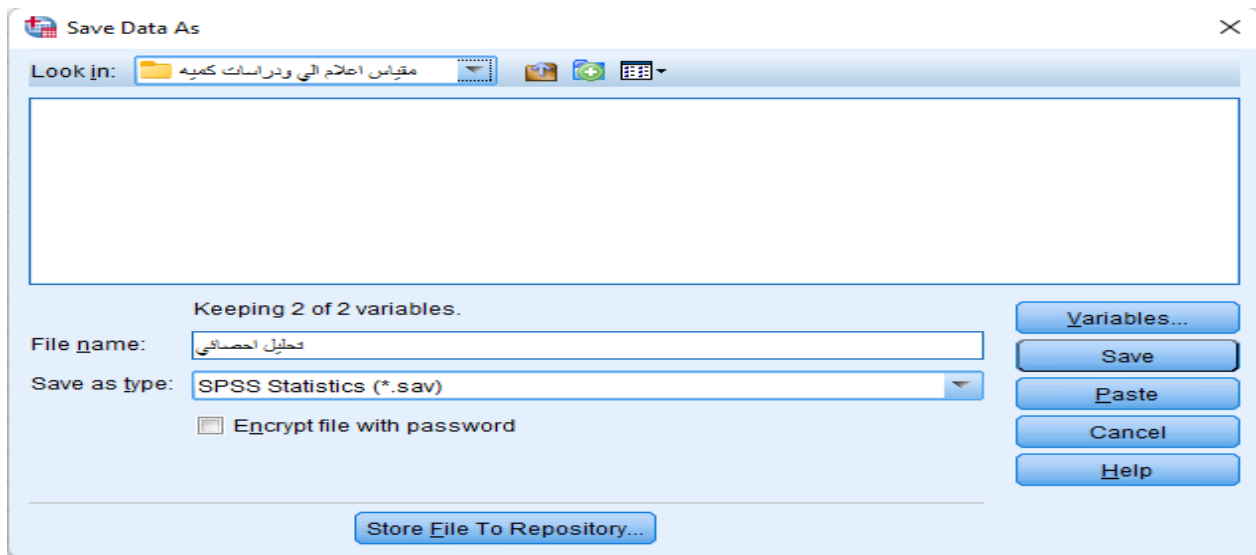 Save Data As
Look in: مقياس اعلام الي ودراسات كميه
Keeping 2 of 2 variables.
File name: تحليل احصائي
Save as type: SPSS Statistics (*.sav)
Encrypt file with password
Variables...
Save
Paste
Cancel
Help
Store File To Repository...